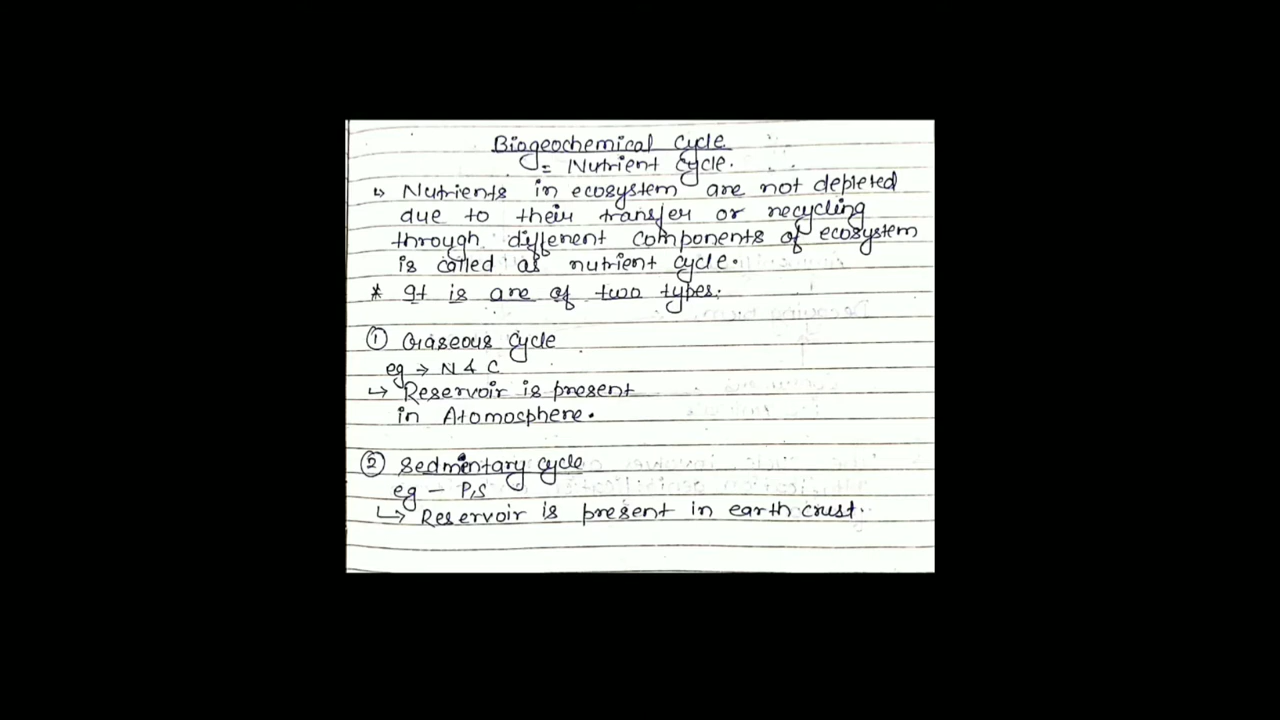 Biogeochemical Cycle
= Nutrient Cycle.
↳ Nutrients in ecosystem are not depleted
due to their transfer or recycling
through different components of ecosystem
is called as nutrient cycle.
* It is are of two types.
① Graseous cycle
eg → N & C
↳ Reservoir is present
in Atomosphere.
② Sedmentary cycle
eg - P,S
↳ Reservoir is present in earth crust.